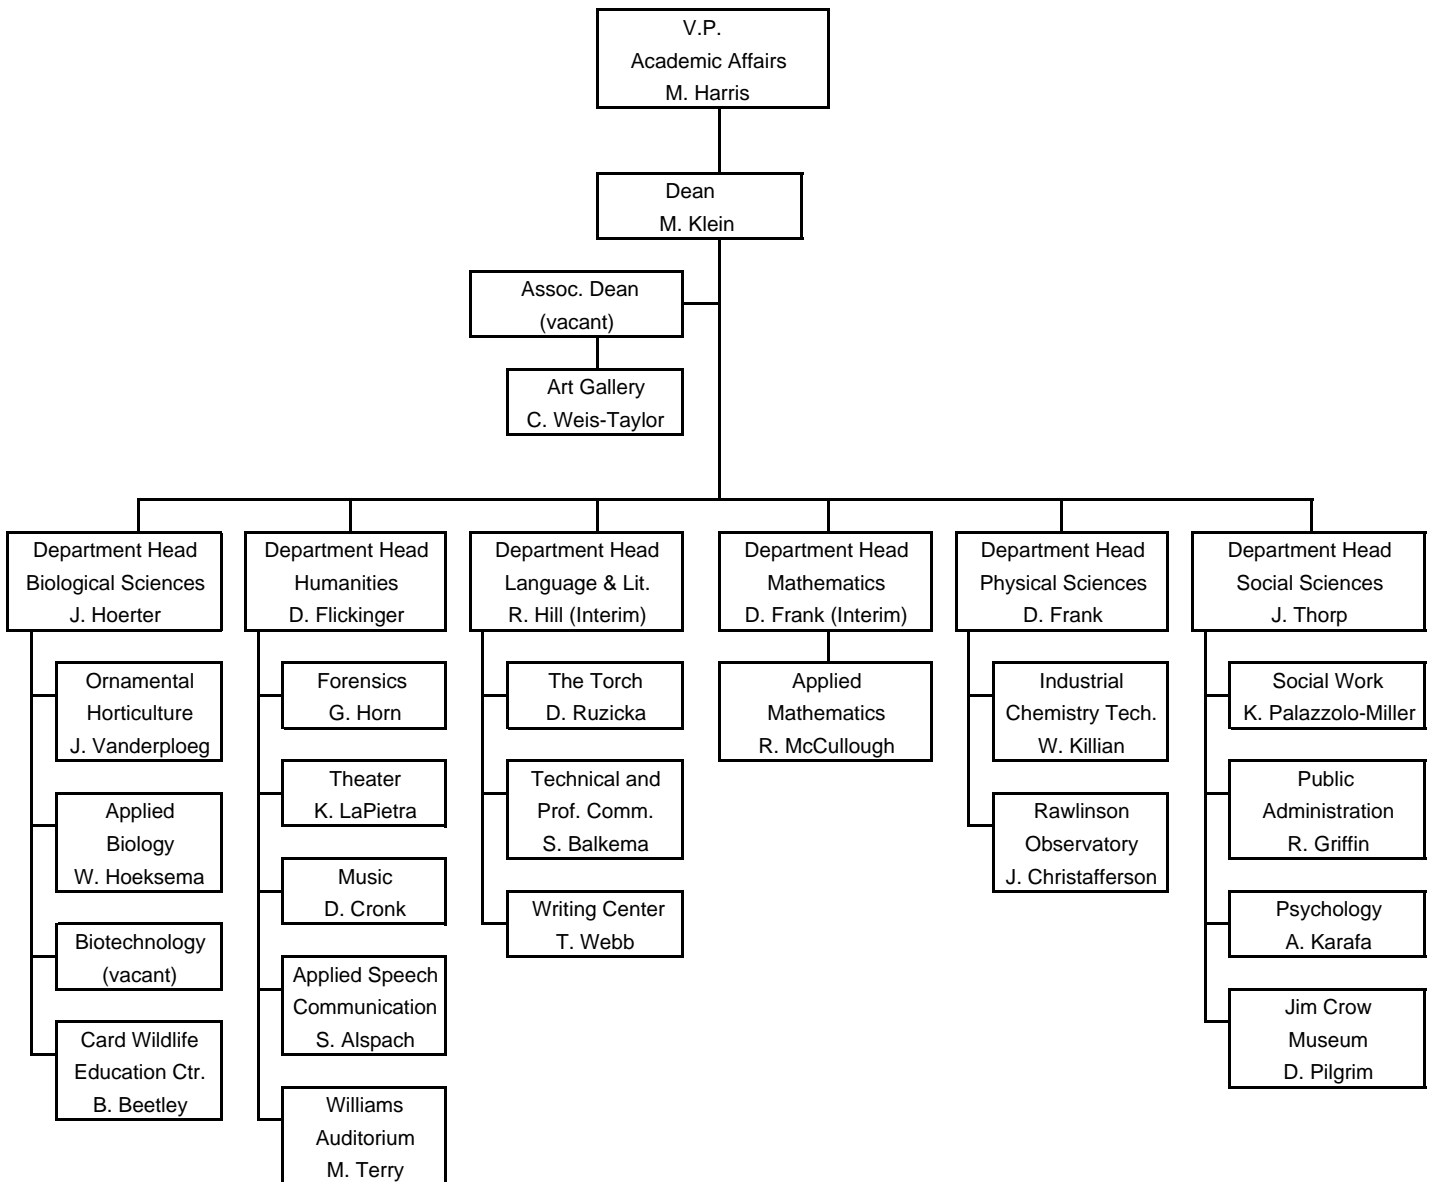 V.P.
Academic Affairs
M. Harris
Dean
M. Klein
Assoc. Dean
(vacant)
Art Gallery
C. Weis-Taylor
Department Head
Biological Sciences
J. Hoerter
Department Head
Humanities
D. Flickinger
Department Head
Language & Lit.
R. Hill (Interim)
Department Head
Mathematics
D. Frank (Interim)
Department Head
Physical Sciences
D. Frank
Department Head
Social Sciences
J. Thorp
Ornamental
Horticulture
J. Vanderploeg
Applied
Biology
W. Hoeksema
Biotechnology
(vacant)
Card Wildlife
Education Ctr.
B. Beetley
Forensics
G. Horn
Theater
K. LaPietra
Music
D. Cronk
Applied Speech
Communication
S. Alspach
Williams
Auditorium
M. Terry
The Torch
D. Ruzicka
Technical and
Prof. Comm.
S. Balkema
Writing Center
T. Webb
Applied
Mathematics
R. McCullough
Industrial
Chemistry Tech.
W. Killian
Rawlinson
Observatory
J. Christafferson
Social Work
K. Palazzolo-Miller
Public
Administration
R. Griffin
Psychology
A. Karafa
Jim Crow
Museum
D. Pilgrim